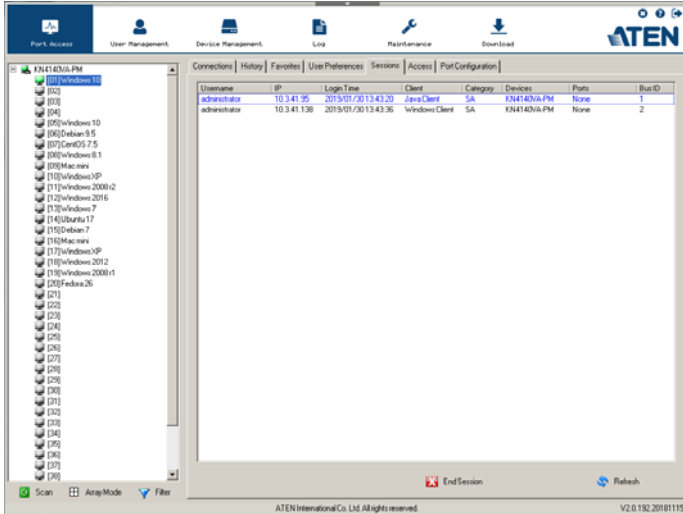 Port Access User Management Device Management Log Maintenance Download
ATEN
KN4140VA-PM
[01]Windows 10
[02]
[03]
[04]
[05]Windows 10
[06]Debian 9.5
[07]CentOS 7.5
[08]Windows 8.1
[09]Mac mini
[10]Windows XP
[11]Windows 2008 r2
[12]Windows 2016
[13]Windows 7
[14]Ubuntu 17
[15]Debian 7
[16]Mac mini
[17]Windows XP
[18]Windows 2012
[19]Windows 2008 r1
[20]Fedora 26
[21]
[22]
[23]
[24]
[25]
[26]
[27]
[28]
[29]
[30]
[31]
[32]
[33]
[34]
[35]
[36]
[37]
[38]
Scan Array Mode Filter
Connections History Favorites User Preferences Sessions Access Port Configuration
Username IP Login Time Client Category Devices Ports Bus ID
administrator 10.3.41.95 2019/01/30 13:43:20 Java Client SA KN4140VA-PM None 1
administrator 10.3.41.138 2019/01/30 13:43:36 Windows Client SA KN4140VA-PM None 2
End Session Refresh
ATEN International Co. Ltd. All rights reserved. V2.0.192.20181115